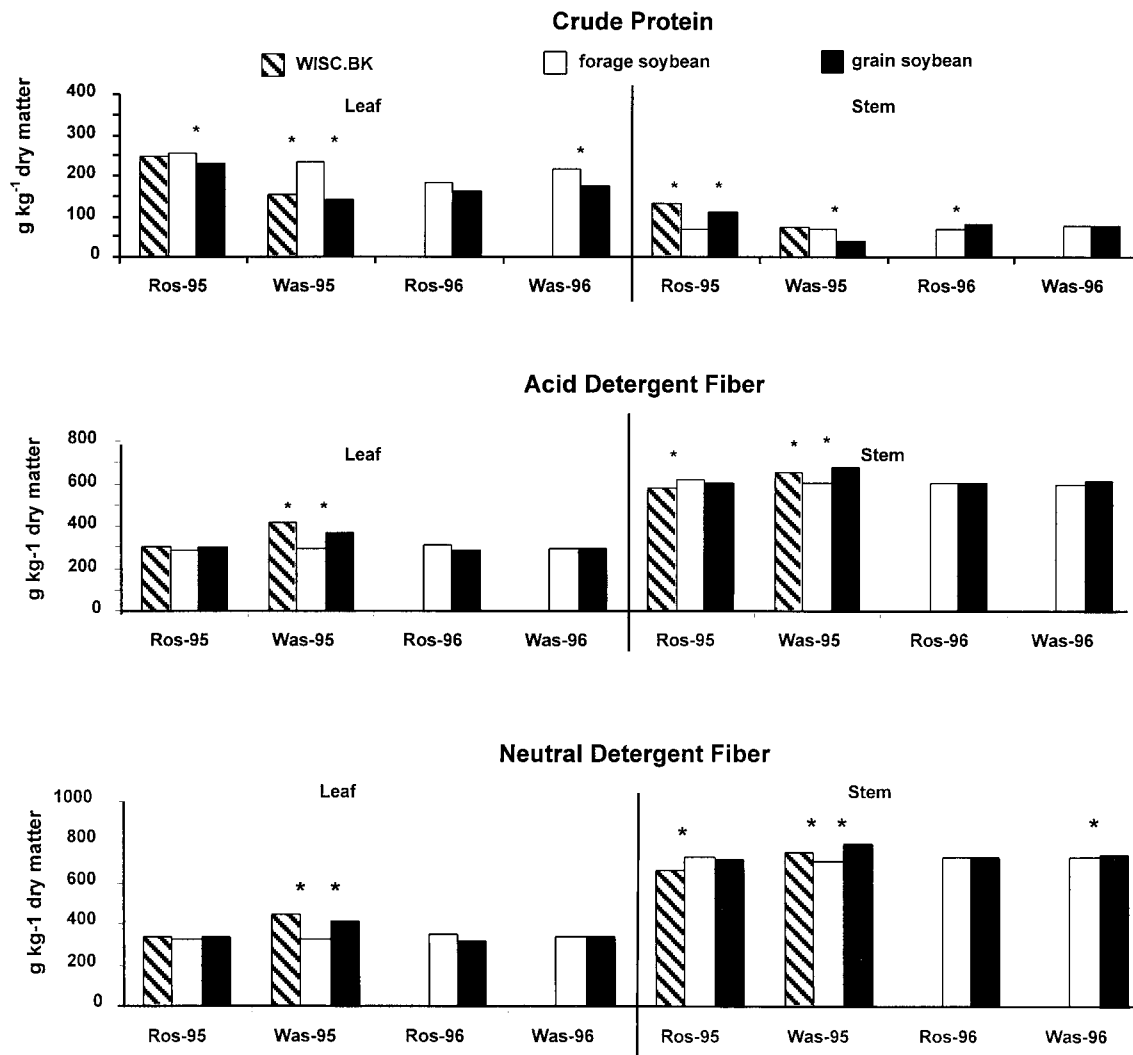 Crude Protein
WISC.BK forage soybean grain soybean
Leaf Stem
g kg-1 dry matter
400
300
200
100
0
* * * * * * * * *
Ros-95 Was-95 Ros-96 Was-96 Ros-95 Was-95 Ros-96 Was-96
Acid Detergent Fiber
Leaf Stem
g kg-1 dry matter
800
600
400
200
0
* * * * *
Ros-95 Was-95 Ros-96 Was-96 Ros-95 Was-95 Ros-96 Was-96
Neutral Detergent Fiber
Leaf Stem
g kg-1 dry matter
1000
800
600
400
200
0
* * * * * *
Ros-95 Was-95 Ros-96 Was-96 Ros-95 Was-95 Ros-96 Was-96